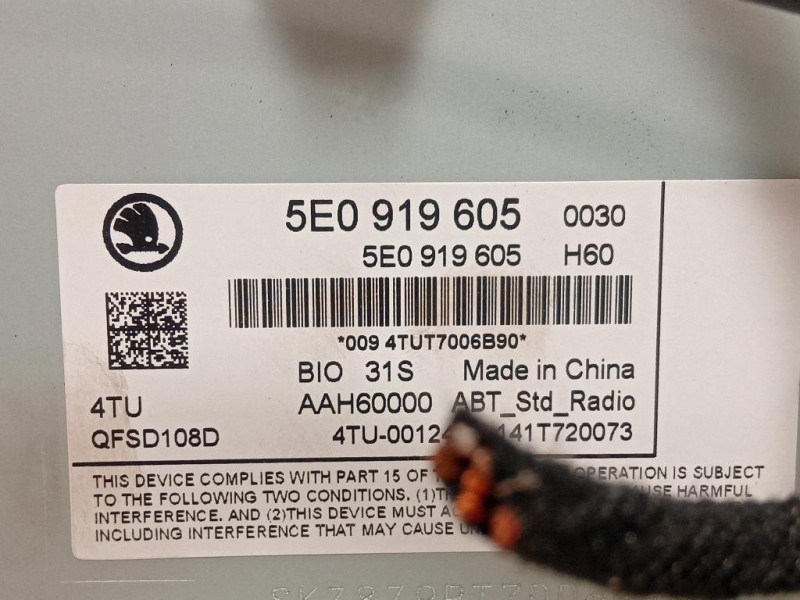 5E0 919 605 0030
5E0 919 605 H60
*009 4TUT7006B90*
BIO 31S Made in China
4TU AAH60000 ABT_Std_Radio
QFSD108D 4TU-0012 141T720073
THIS DEVICE COMPLIES WITH PART 15 OF OPERATION IS SUBJECT
TO THE FOLLOWING TWO CONDITIONS. (1) CAUSE HARMFUL
INTERFERENCE, AND (2)THIS DEVICE MUST
INCLUDING INTERFERENCE THAT MAY CAUSE